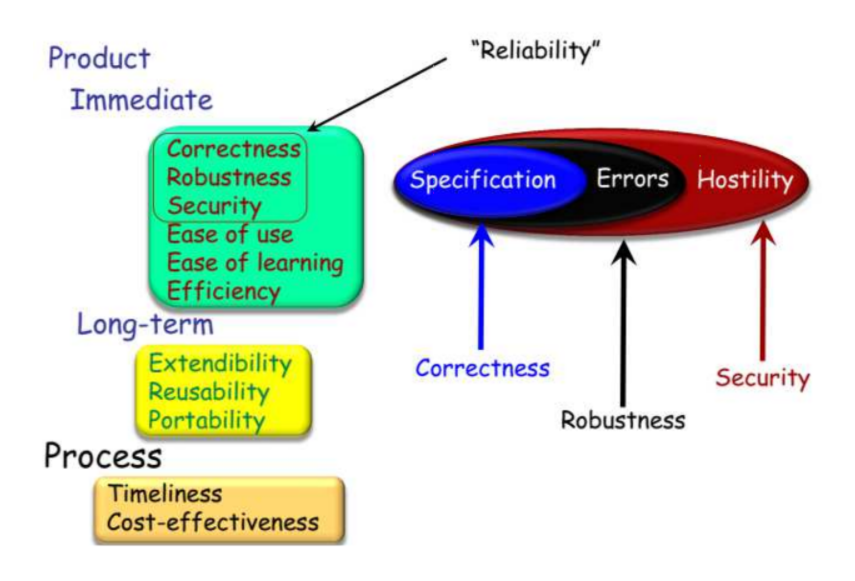 Product
Immediate
Correctness
Robustness
Security
Ease of use
Ease of learning
Efficiency
Long-term
Extendibility
Reusability
Portability
Process
Timeliness
Cost-effectiveness
“Reliability”
Specification
Errors
Hostility
Correctness
Robustness
Security